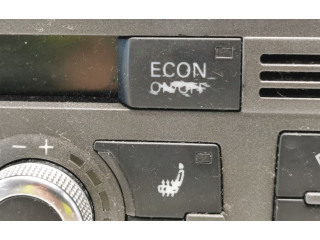 ECON
ON/OFF
- +